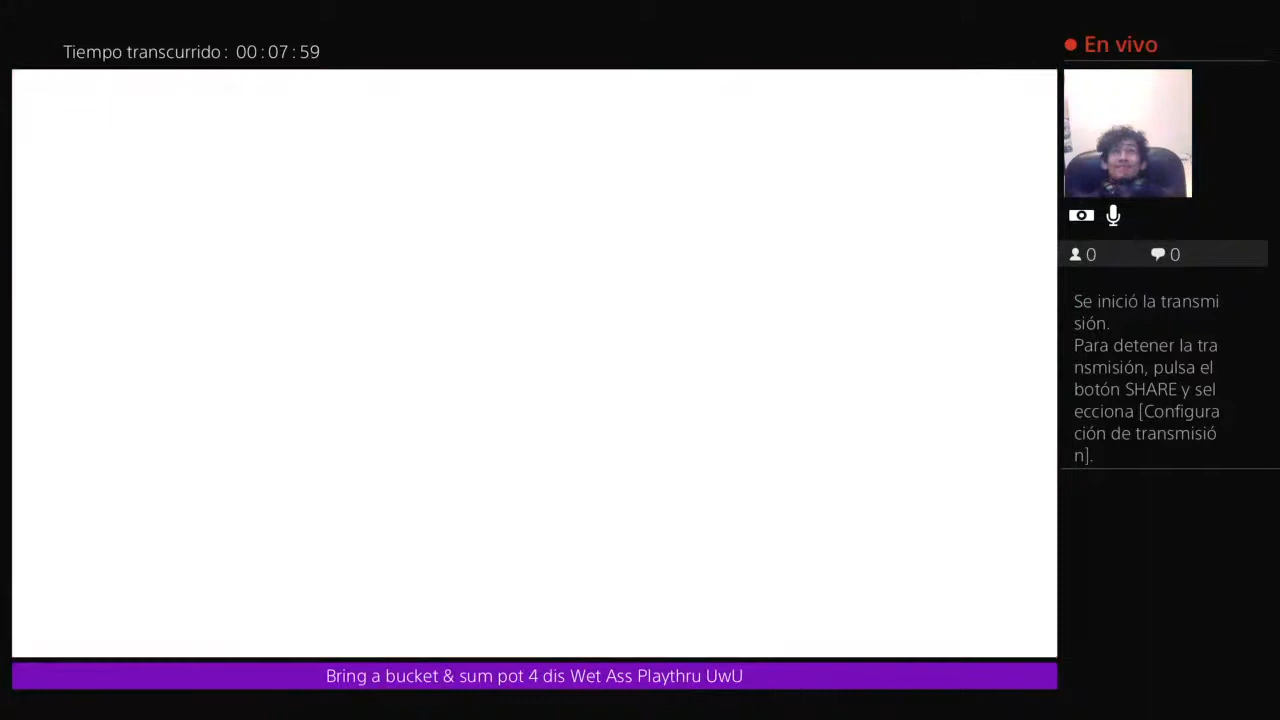 Tiempo transcurrido: 00:07:59
En vivo
0 0
Se inició la transmi
sión.
Para detener la tra
nsmisión, pulsa el
botón SHARE y sel
ecciona [Configura
ción de transmisió
n].
Bring a bucket & sum pot 4 dis Wet Ass Playthru UwU